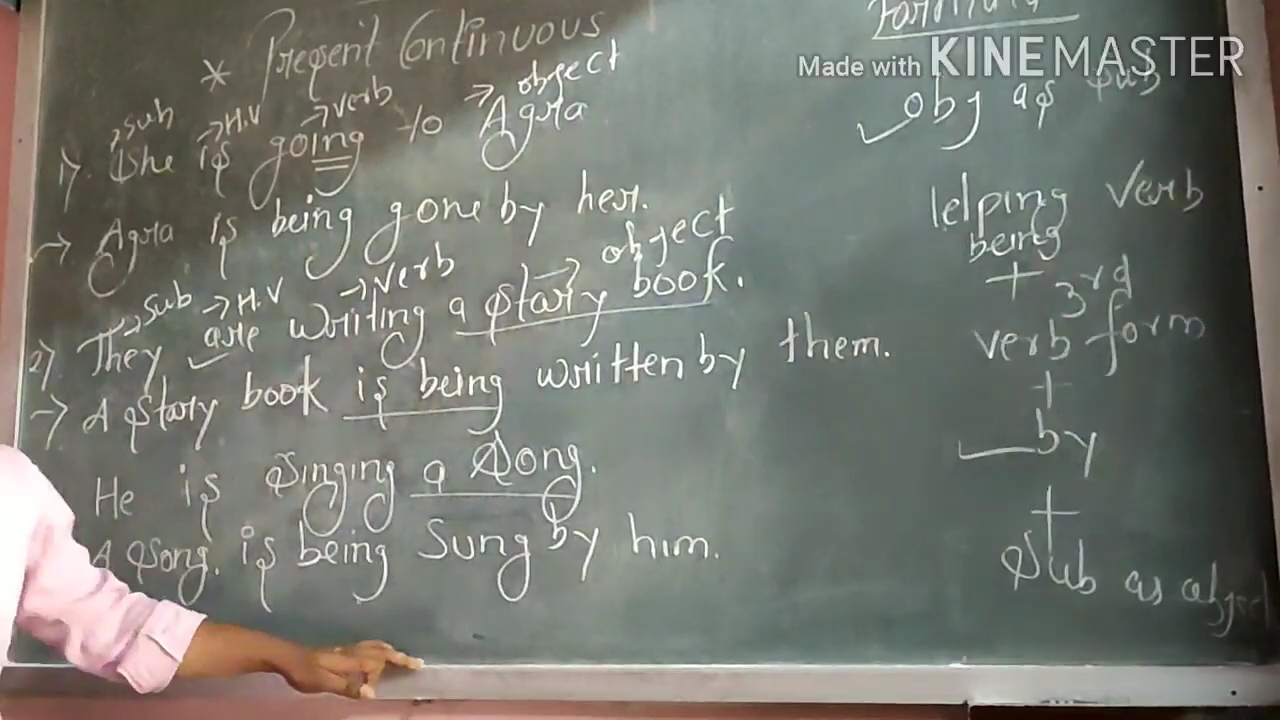 * Present Continuous
sub H.V verb object
1) She is going to Agra
→ Agra is being gone by her.
sub H.V verb object
2) They are writing a story book.
→ A story book is being written by them.
He is singing a Song.
A song. is being Sung by him.
Formula
Made with KINEMASTER
obj as sub
helping verb
being
+ 3rd
verb form
+
by
+
Sub as object